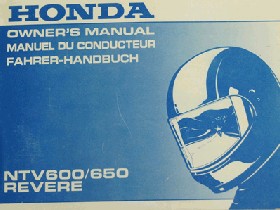 HONDA
OWNER'S MANUAL
MANUEL DU CONDUCTEUR
FAHRER-HANDBUCH
NTV600/650
REVERE